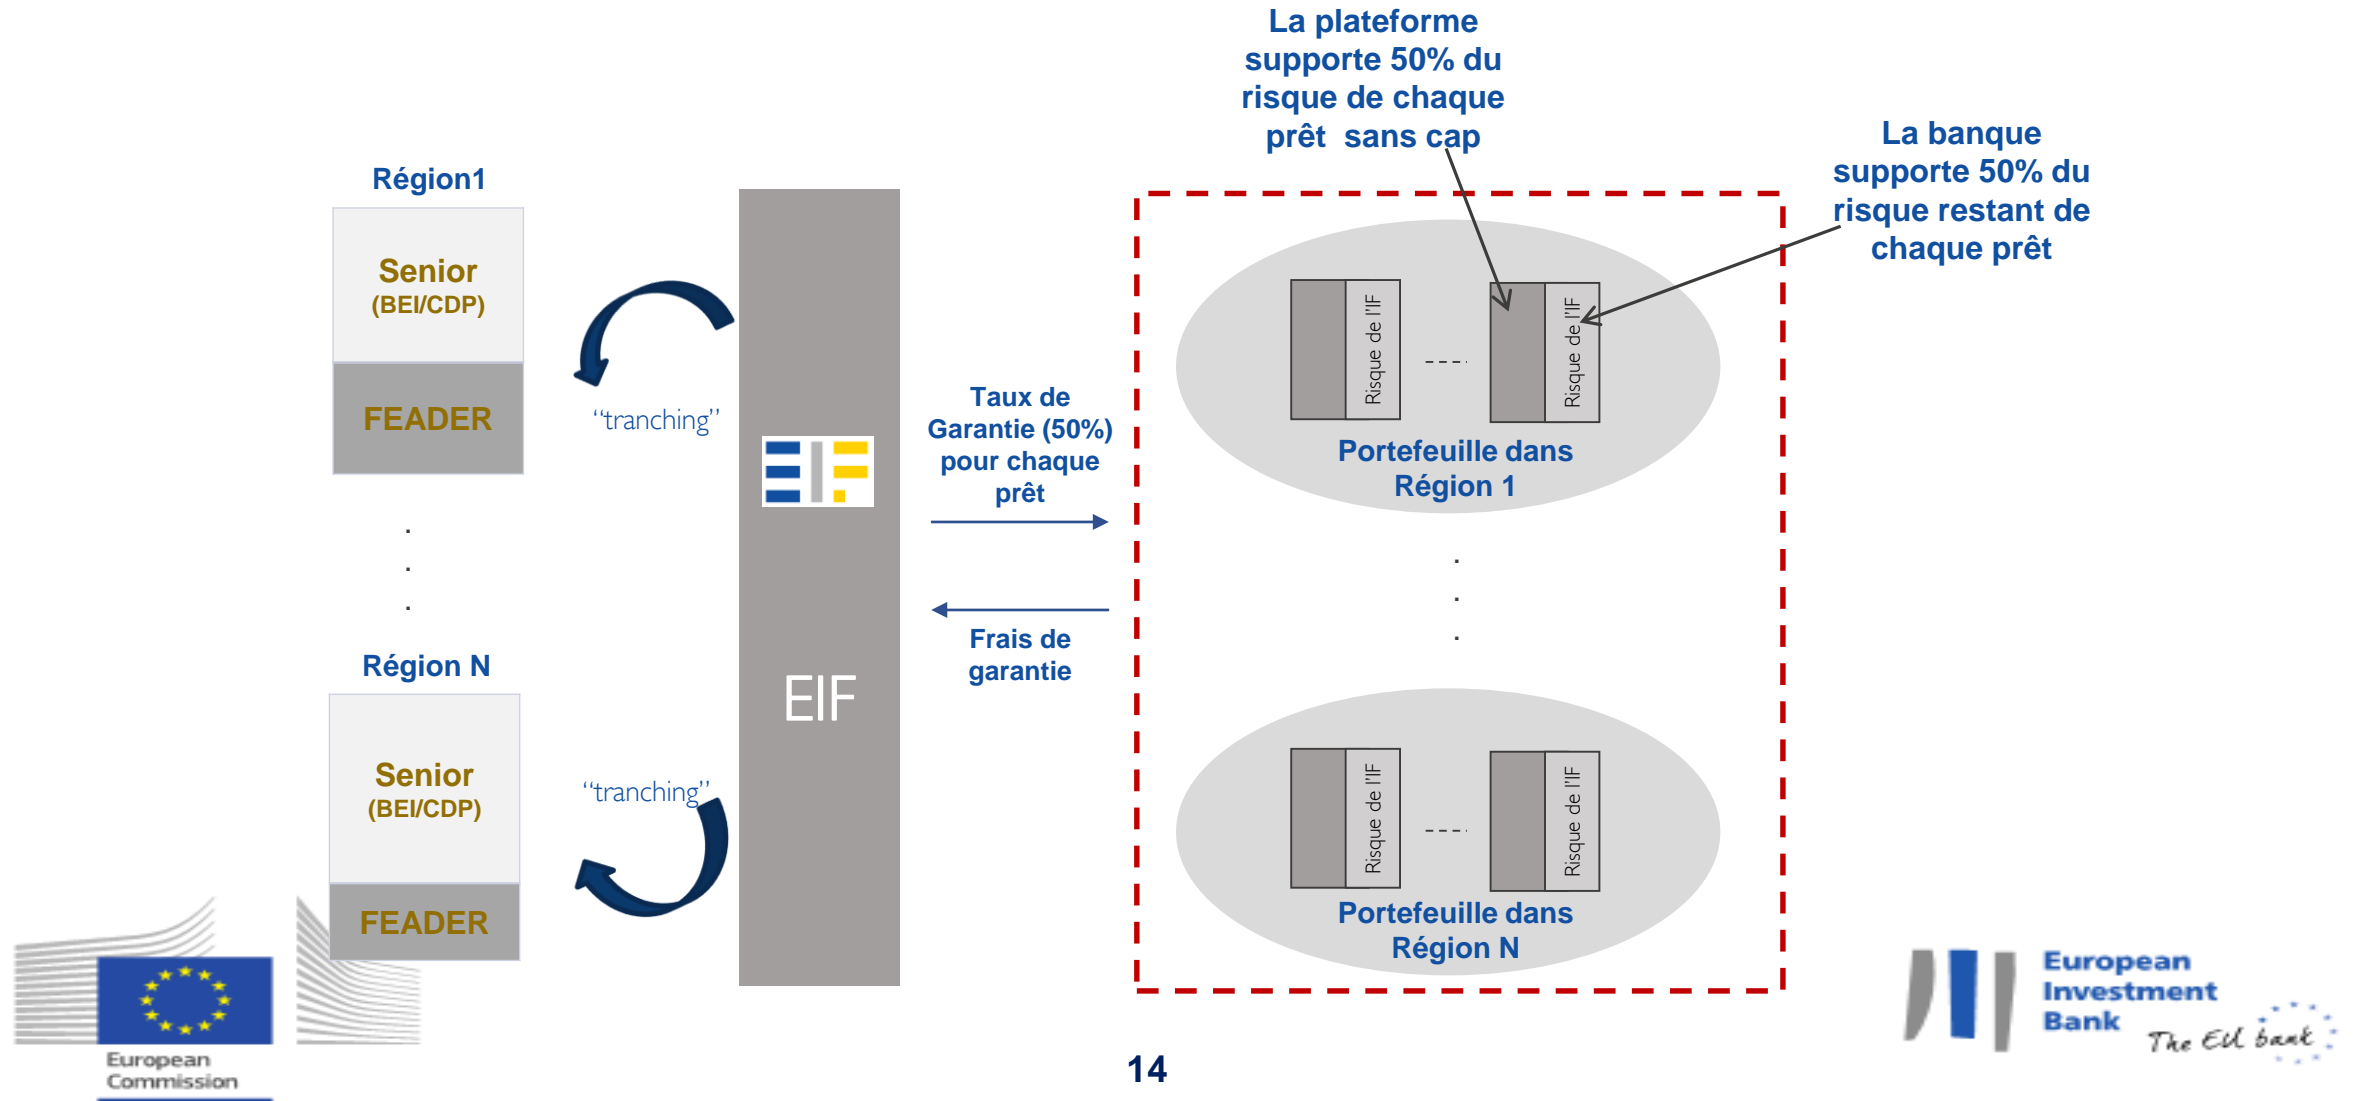 La plateforme
supporte 50% du
risque de chaque
prêt sans cap
La banque
supporte 50% du
risque restant de
chaque prêt
Région1
Senior
(BEI/CDP)
FEADER
“tranching”
.
.
.
Région N
Senior
(BEI/CDP)
FEADER
“tranching”
EIF
EIF
Taux de
Garantie (50%)
pour chaque
prêt
Frais de
garantie
Risque de l'IF
----
Risque de l'IF
Portefeuille dans
Région 1
.
.
.
Risque de l'IF
----
Risque de l'IF
Portefeuille dans
Région N
European
Commission
14
European
Investment
Bank
The EU bank